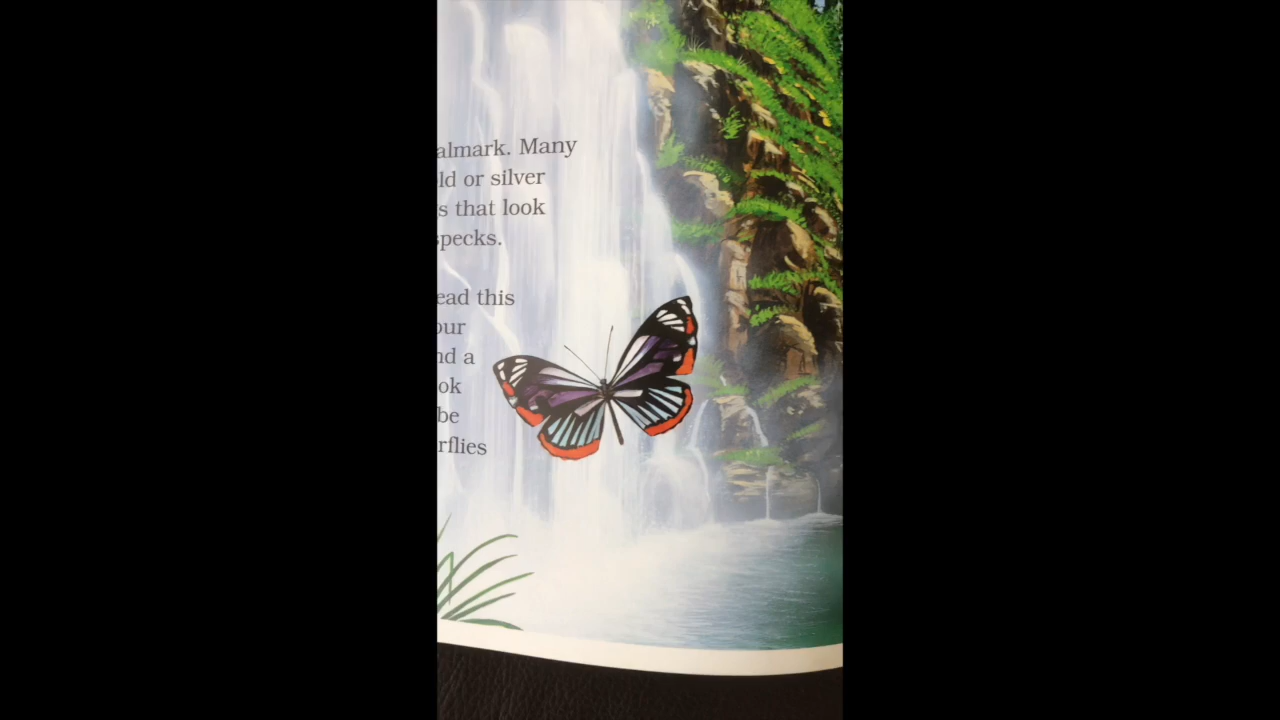 almark. Many
ld or silver
s that look
specks.
ead this
our
nd a
ok
be
rflies